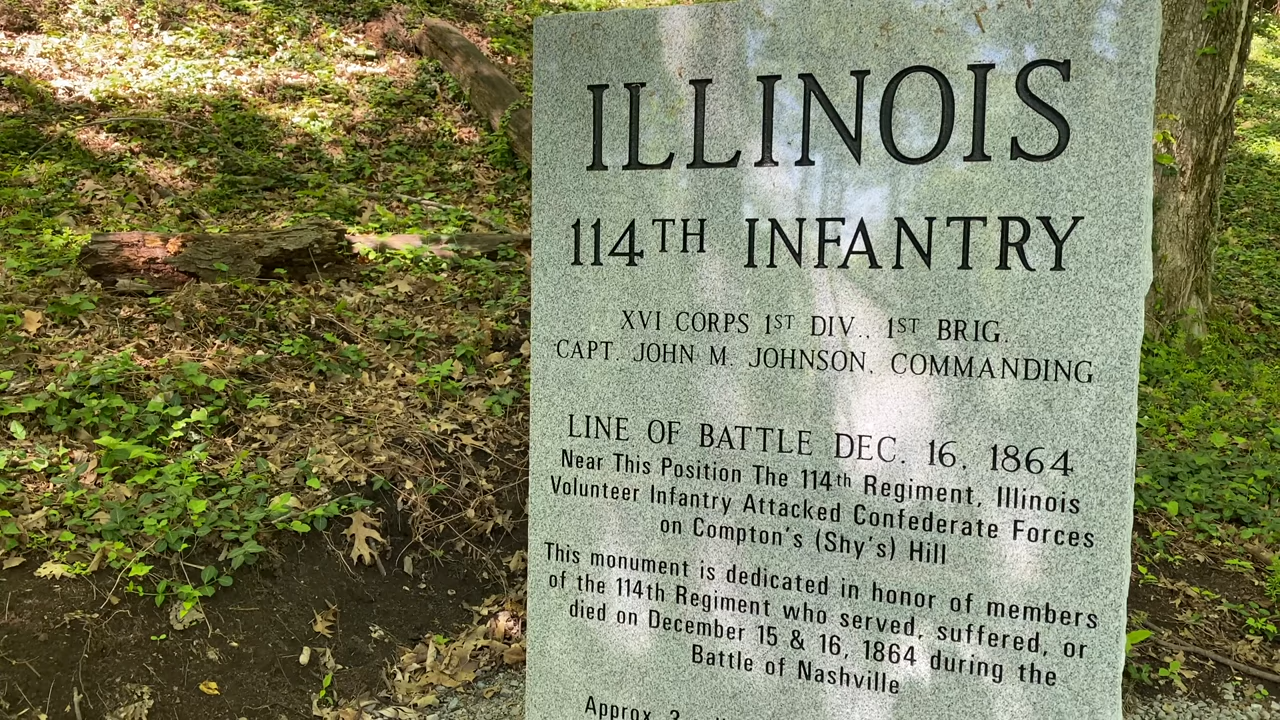 ILLINOIS
114TH INFANTRY
XVI CORPS 1ST DIV., 1ST BRIG.
CAPT. JOHN M. JOHNSON, COMMANDING
LINE OF BATTLE DEC. 16, 1864
Near This Position The 114th Regiment, Illinois
Volunteer Infantry Attacked Confederate Forces
on Compton's (Shy's) Hill
This monument is dedicated in honor of members
of the 114th Regiment who served, suffered, or
died on December 15 & 16, 1864 during the
Battle of Nashville
Approx. 3